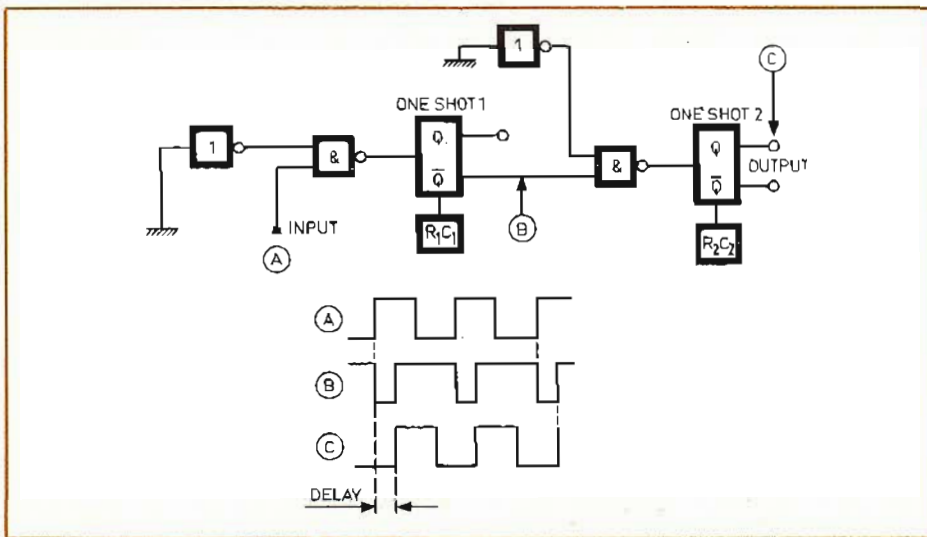 1
C
ONE SHOT 1
ONE SHOT 2
1
&
Q
&
Q
OUTPUT
Q̅
Q̅
INPUT
A
R₁C₁
B
R₂C₂
A
B
C
DELAY